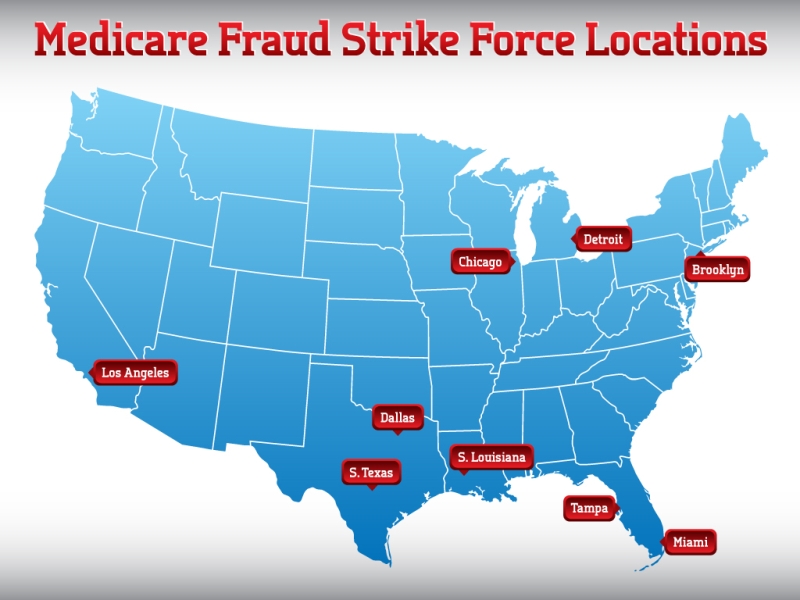 Medicare Fraud Strike Force Locations
Detroit
Chicago
Brooklyn
Los Angeles
Dallas
S. Louisiana
S. Texas
Tampa
Miami